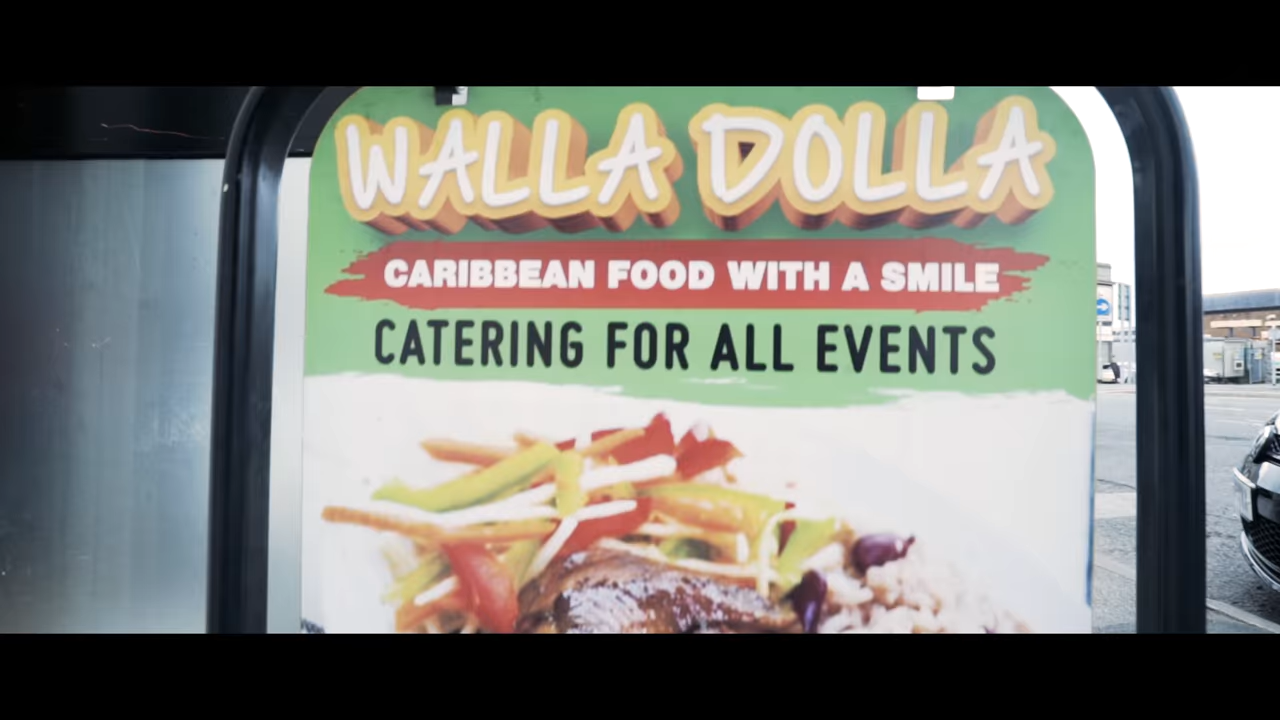 WALLA DOLLA
CARIBBEAN FOOD WITH A SMILE
CATERING FOR ALL EVENTS